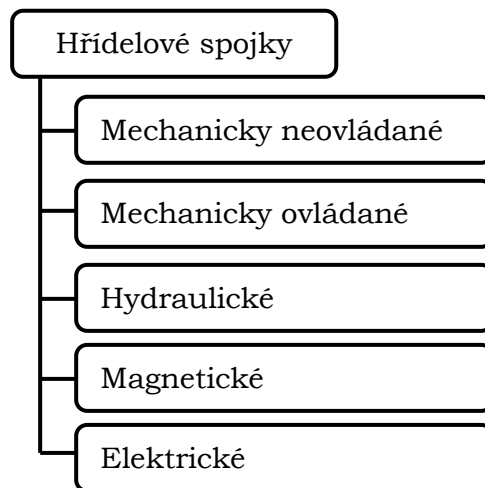 Hřídelové spojky
Mechanicky neovládané
Mechanicky ovládané
Hydraulické
Magnetické
Elektrické